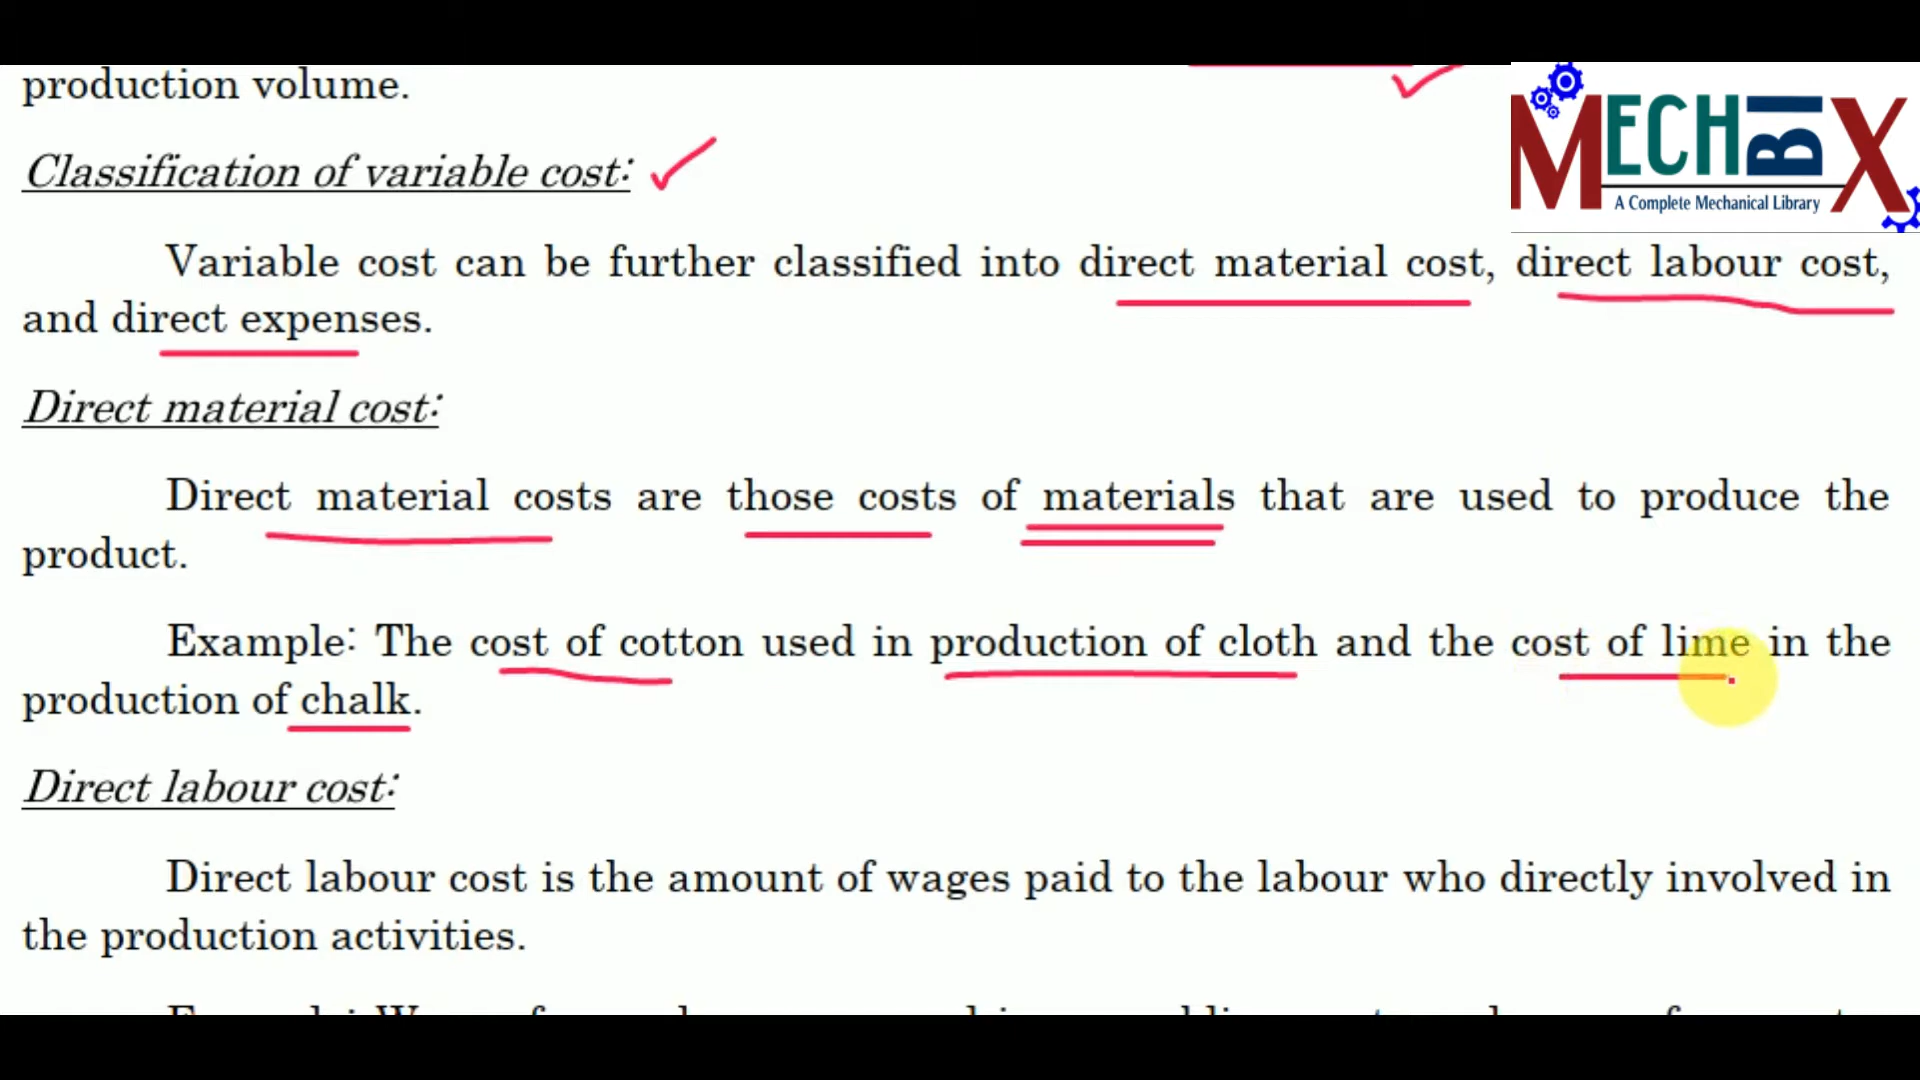 production volume.
MECHBIX
A Complete Mechanical Library
Classification of variable cost:
Variable cost can be further classified into direct material cost, direct labour cost,
and direct expenses.
Direct material cost:
Direct material costs are those costs of materials that are used to produce the
product.
Example: The cost of cotton used in production of cloth and the cost of lime in the
production of chalk.
Direct labour cost:
Direct labour cost is the amount of wages paid to the labour who directly involved in
the production activities.